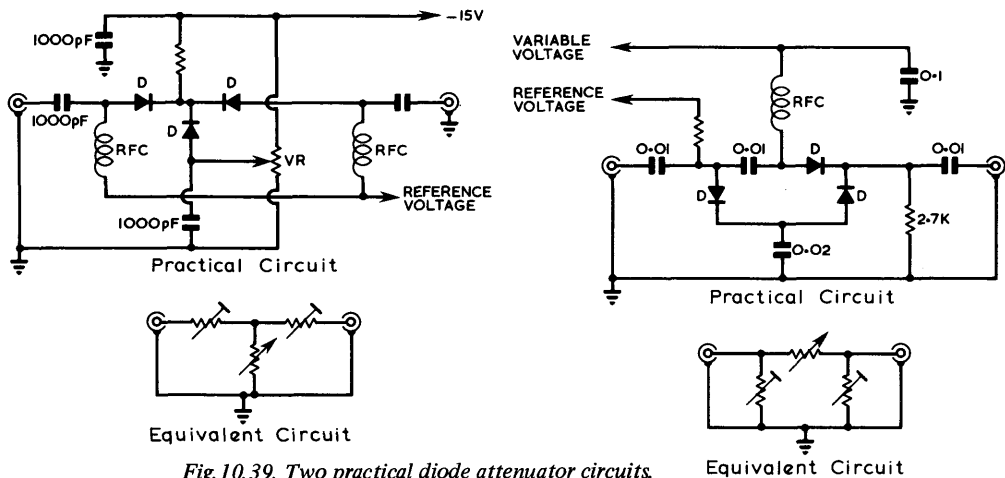 1000pF
-15V
D
D
1000pF
RFC
D
VR
RFC
REFERENCE
VOLTAGE
1000pF
Practical Circuit
Equivalent Circuit
VARIABLE
VOLTAGE
0·1
REFERENCE
VOLTAGE
RFC
0·01
0·01
D
0·01
D
D
2·7K
0·02
Practical Circuit
Equivalent Circuit
Fig. 10.39. Two practical diode attenuator circuits.